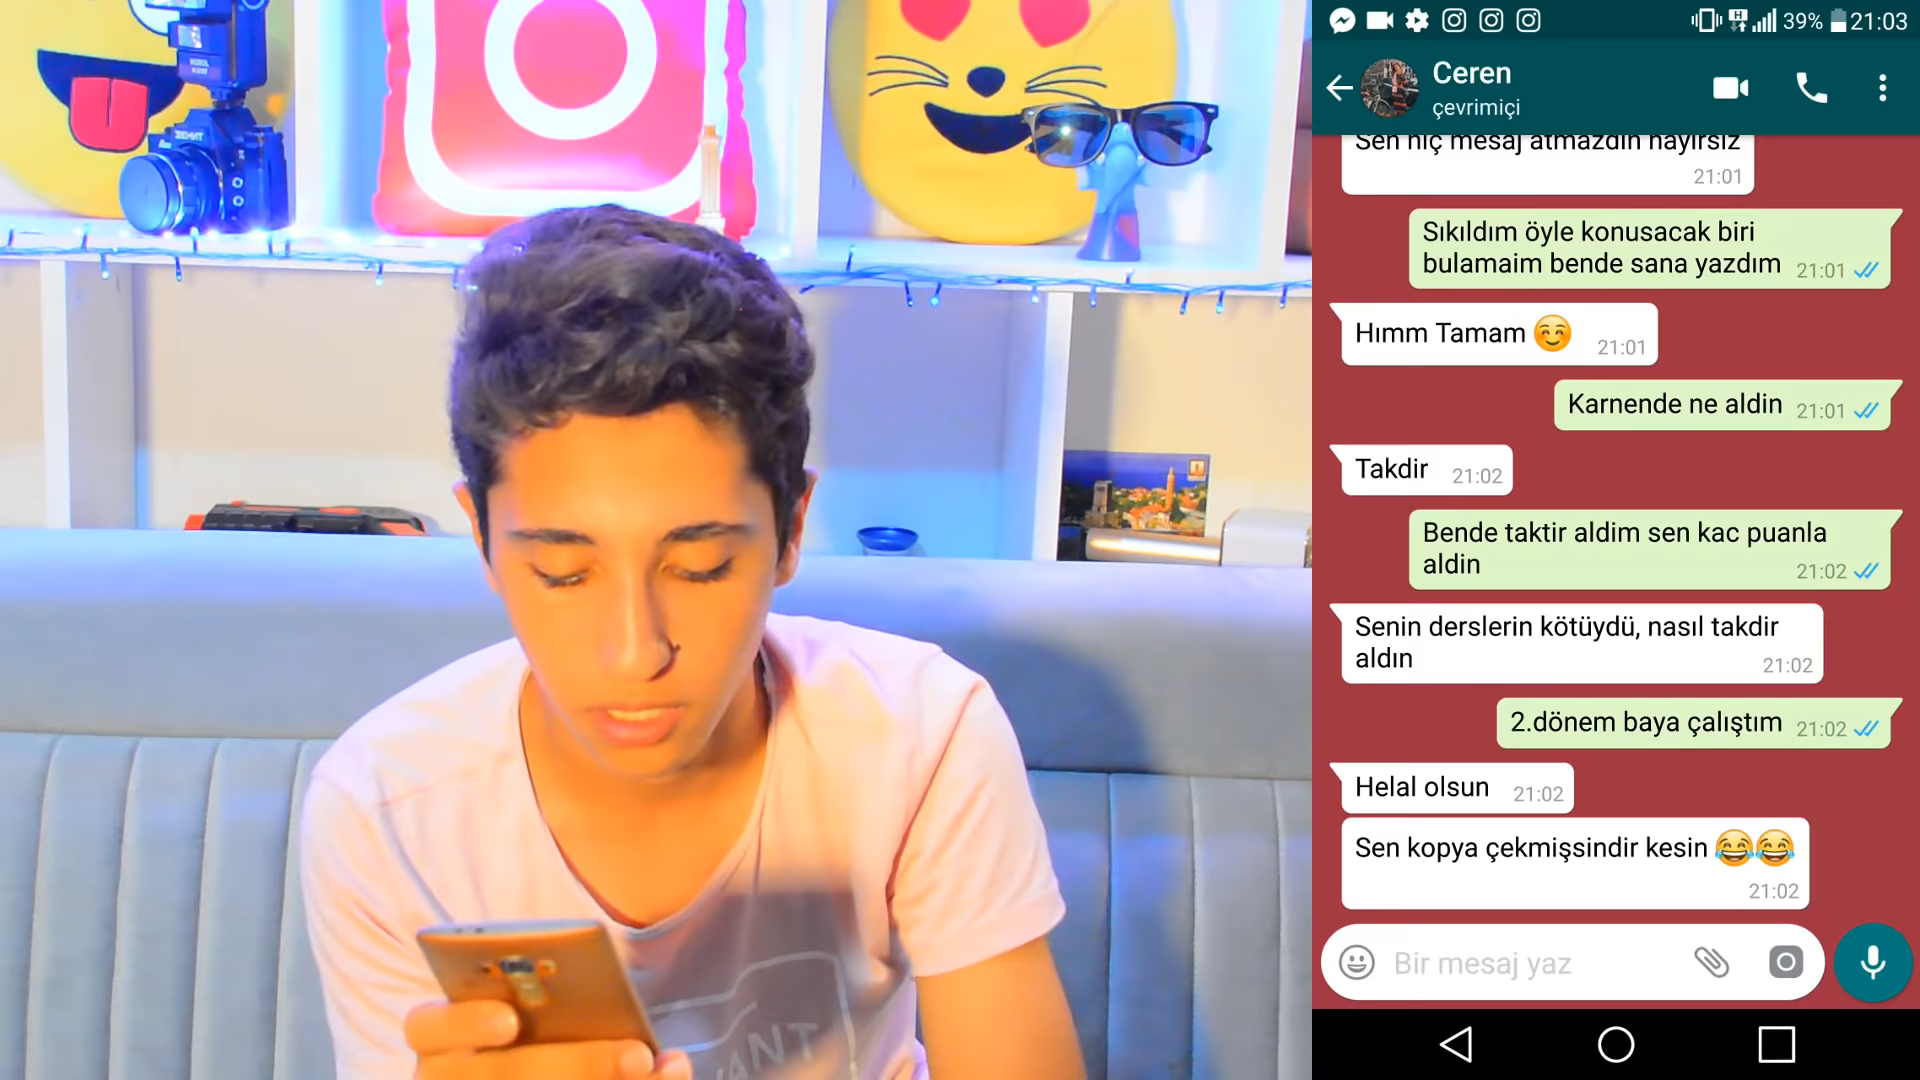 39% 21:03
Ceren
çevrimiçi
Sen hiç mesaj atmazdın hayırsız
21:01
Sıkıldım öyle konusacak biri
bulamaim bende sana yazdım 21:01
Hımm Tamam ☺️ 21:01
Karnende ne aldin 21:01
Takdir 21:02
Bende taktir aldim sen kac puanla
aldin 21:02
Senin derslerin kötüydü, nasıl takdir
aldın 21:02
2.dönem baya çalıştım 21:02
Helal olsun 21:02
Sen kopya çekmişsindir kesin 😂😂
21:02
Bir mesaj yaz
ЗЕНИТ
VANT